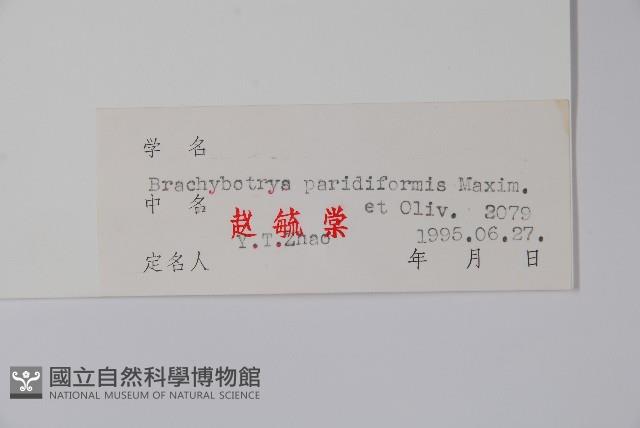 学 名
Brachybotrys paridiformis Maxim.
中 名
et Oliv. 2079
赵毓棠
Y.T.Zhao 1995.06.27.
定名人 年 月 日
國立自然科學博物館
NATIONAL MUSEUM OF NATURAL SCIENCE